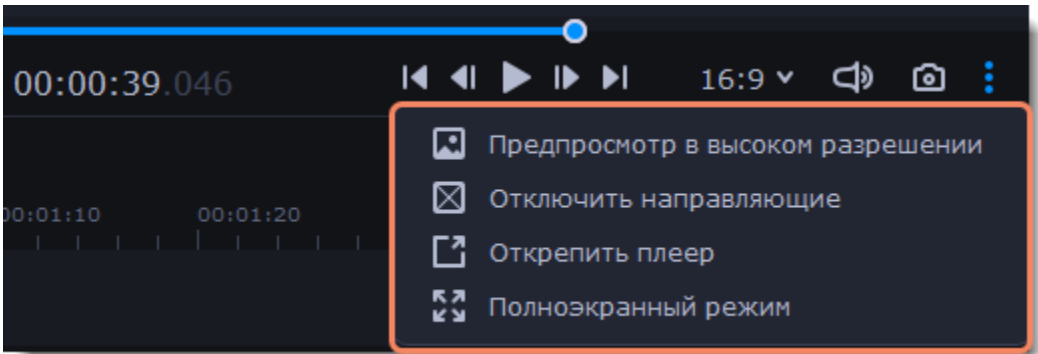 00:00:39.046
16:9
Предпросмотр в высоком разрешении
Отключить направляющие
00:01:10 00:01:20
Открепить плеер
Полноэкранный режим